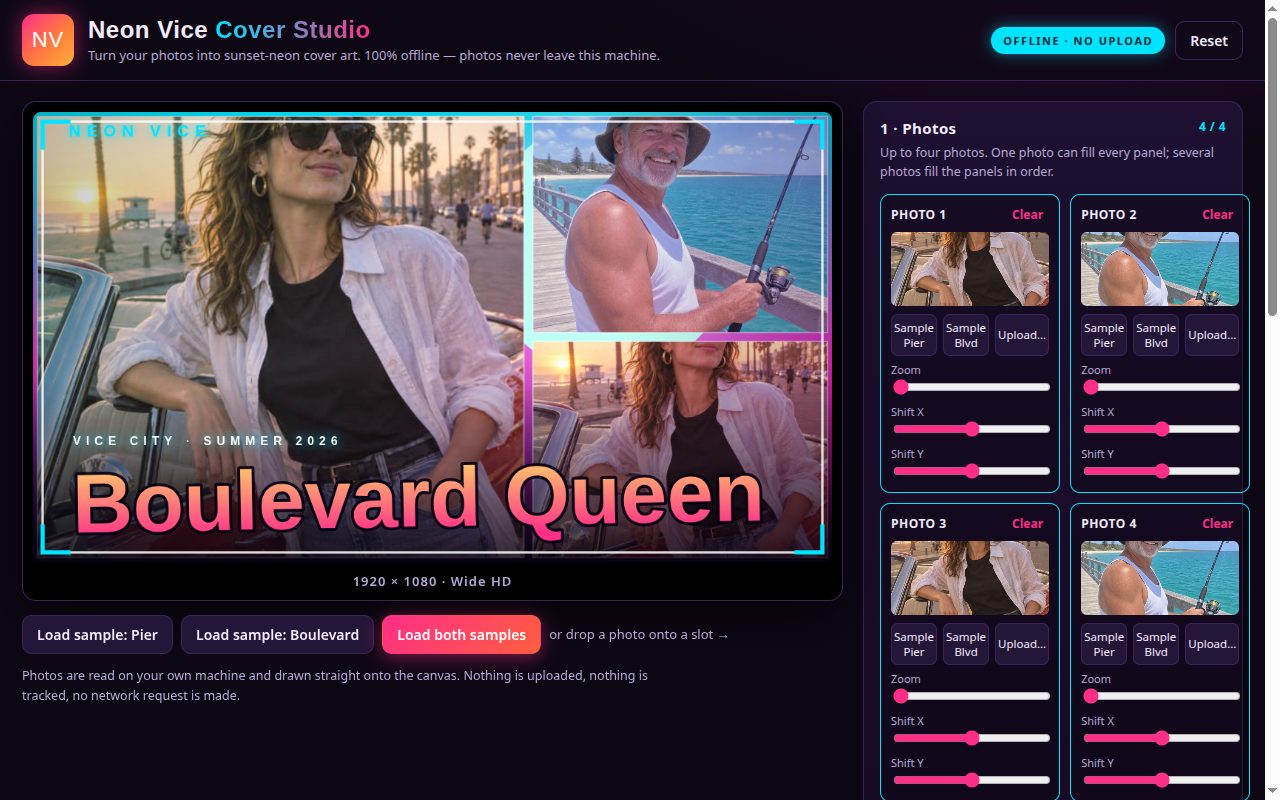 NV
Neon Vice Cover Studio
Turn your photos into sunset-neon cover art. 100% offline — photos never leave this machine.
OFFLINE · NO UPLOAD
Reset
NEON VICE
VICE CITY · SUMMER 2026
Boulevard Queen
1920 × 1080 · Wide HD
Load sample: Pier
Load sample: Boulevard
Load both samples
or drop a photo onto a slot →
Photos are read on your own machine and drawn straight onto the canvas. Nothing is uploaded, nothing is
tracked, no network request is made.
1 · Photos
4 / 4
Up to four photos. One photo can fill every panel; several
photos fill the panels in order.
PHOTO 1
Clear
Sample
Pier
Sample
Blvd
Upload...
Zoom
Shift X
Shift Y
PHOTO 2
Clear
Sample
Pier
Sample
Blvd
Upload...
Zoom
Shift X
Shift Y
PHOTO 3
Clear
Sample
Pier
Sample
Blvd
Upload...
Zoom
Shift X
Shift Y
PHOTO 4
Clear
Sample
Pier
Sample
Blvd
Upload...
Zoom
Shift X
Shift Y